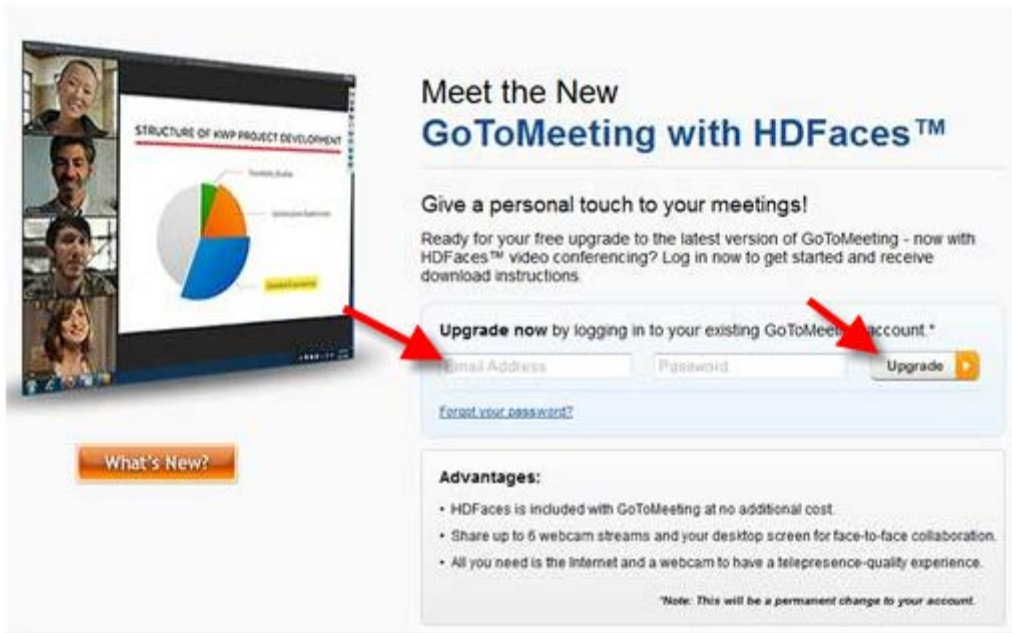 STRUCTURE OF KWP PROJECT DEVELOPMENT
Meet the New
GoToMeeting with HDFaces™
Give a personal touch to your meetings!
Ready for your free upgrade to the latest version of GoToMeeting - now with
HDFaces™ video conferencing? Log in now to get started and receive
download instructions.
Upgrade now by logging in to your existing account.*
Email Address
Password
Upgrade
Forgot your password?
What's New?
Advantages:
• HDFaces is included with GoToMeeting at no additional cost.
• Share up to 6 webcam streams and your desktop screen for face-to-face collaboration.
• All you need is the Internet and a webcam to have a telepresence-quality experience.
*Note: This will be a permanent change to your account.